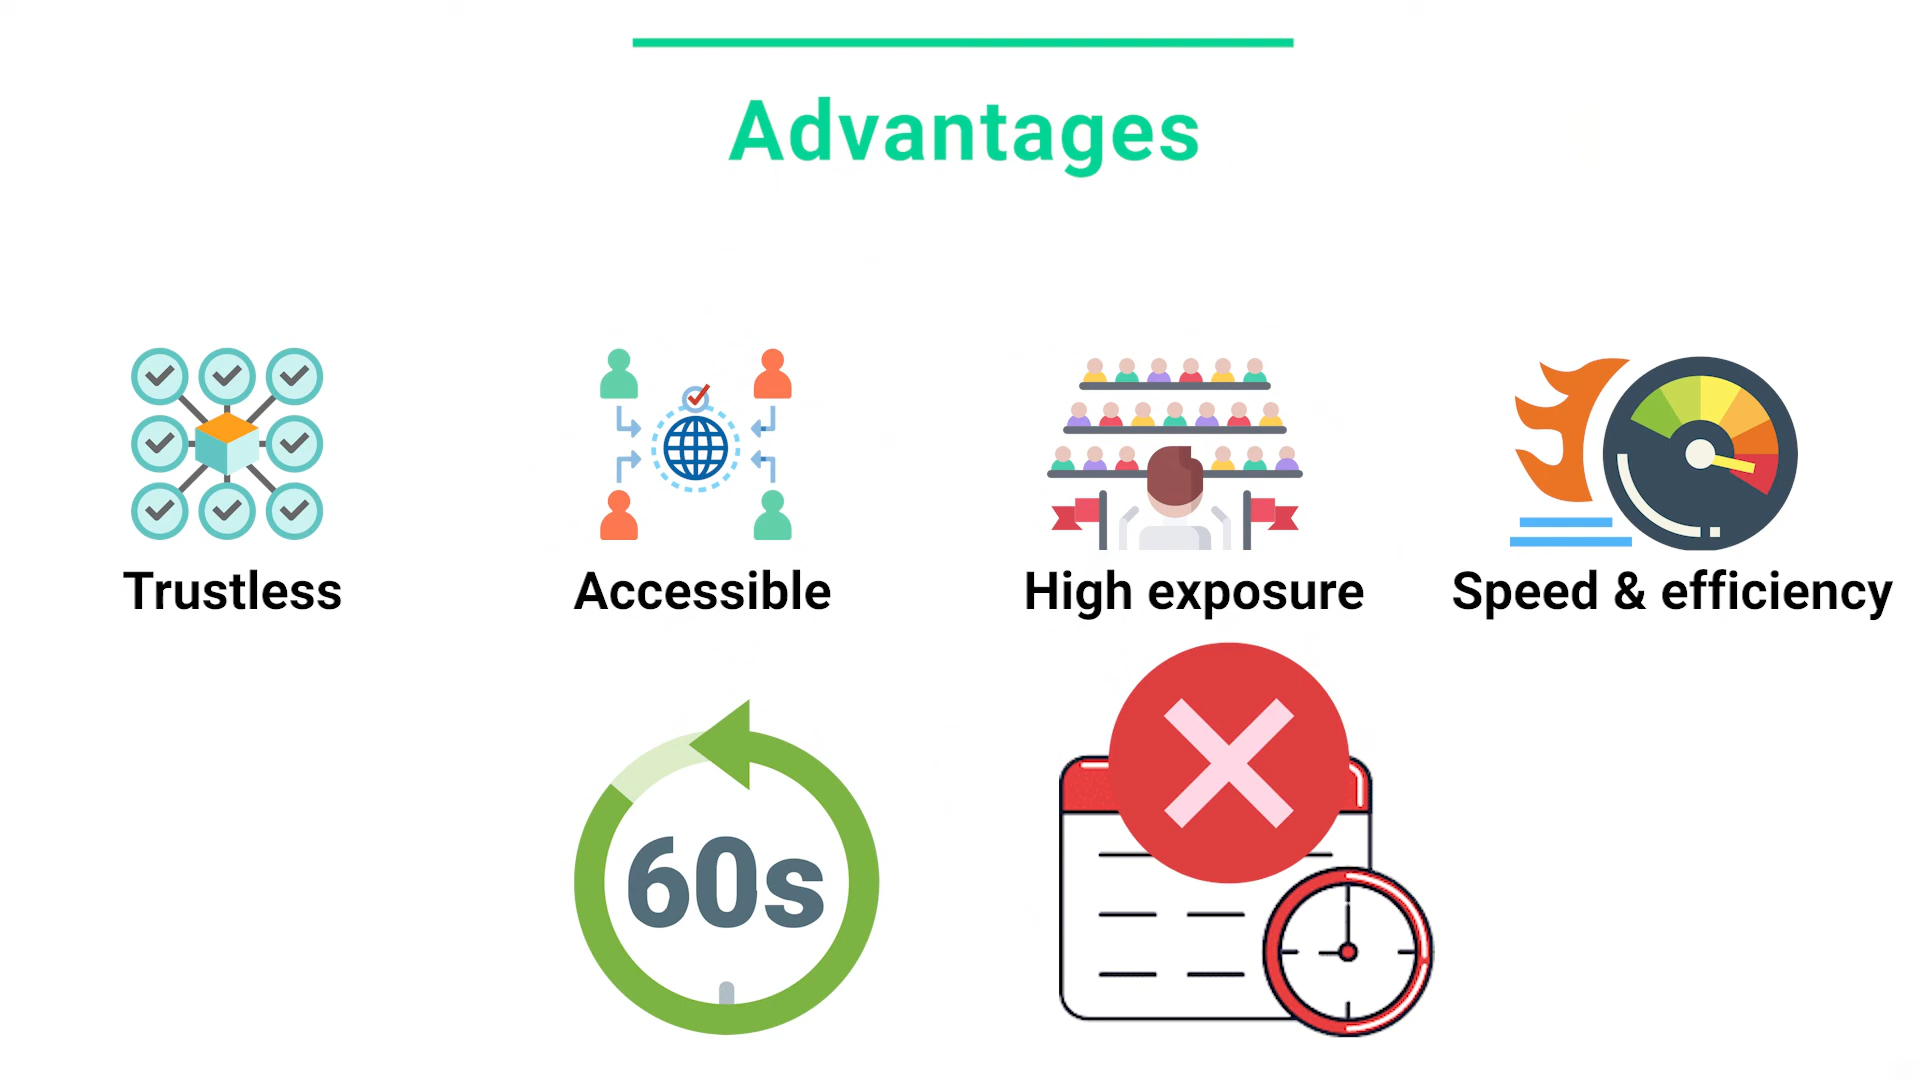 Advantages
Trustless
Accessible
High exposure
Speed & efficiency
60s